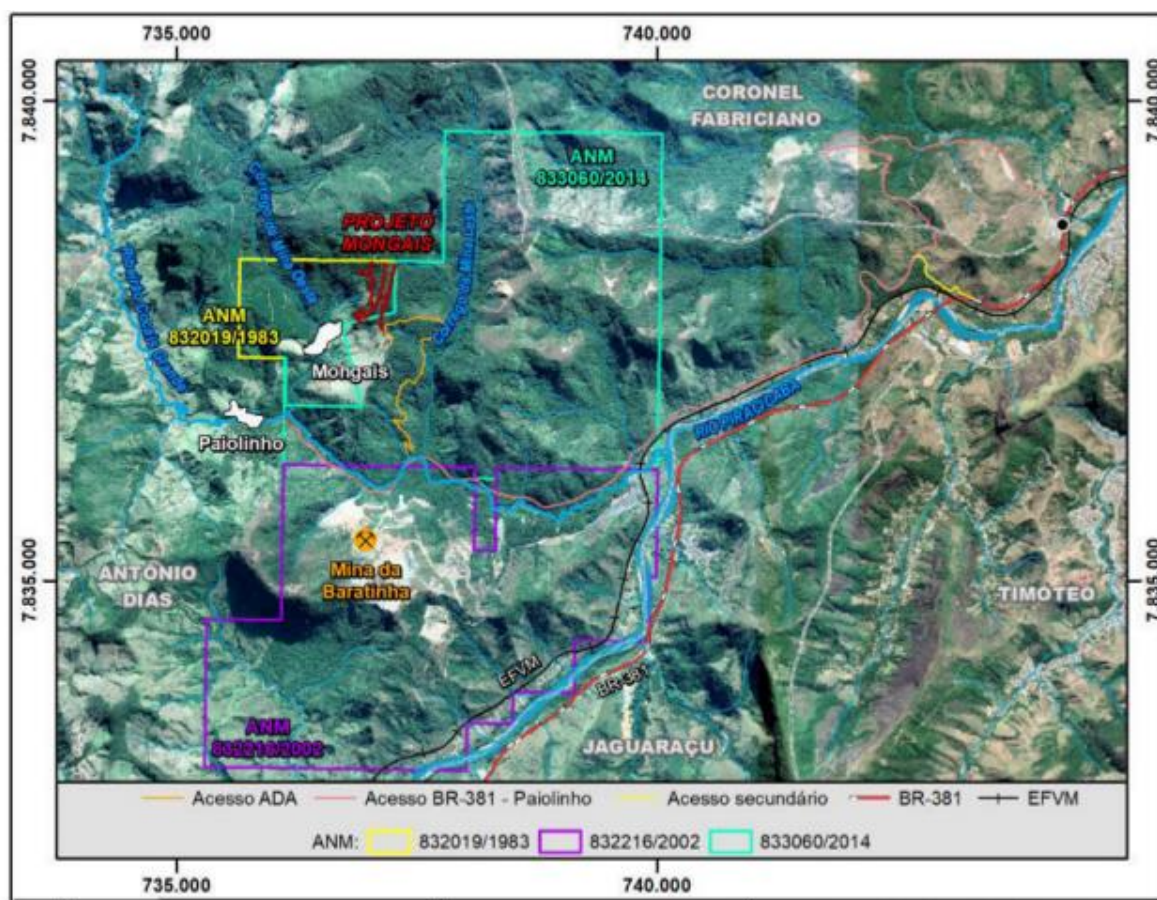 735.000
740.000
7.840.000
7.840.000
CORONEL
FABRICIANO
ANM
833060/2014
PROJETO
MONGAIS
ANM
832019/1983
Mongais
Paiolinho
RIO PIRACICABA
Mina da
Baratinha
ANTÔNIO
DIAS
7.835.000
7.835.000
TIMÓTEO
EFVM
BR-381
ANM
832216/2002
JAGUARAÇU
Acesso ADA
Acesso BR-381 - Paiolinho
Acesso secundário
BR-381
EFVM
ANM:
832019/1983
832216/2002
833060/2014
735.000
740.000